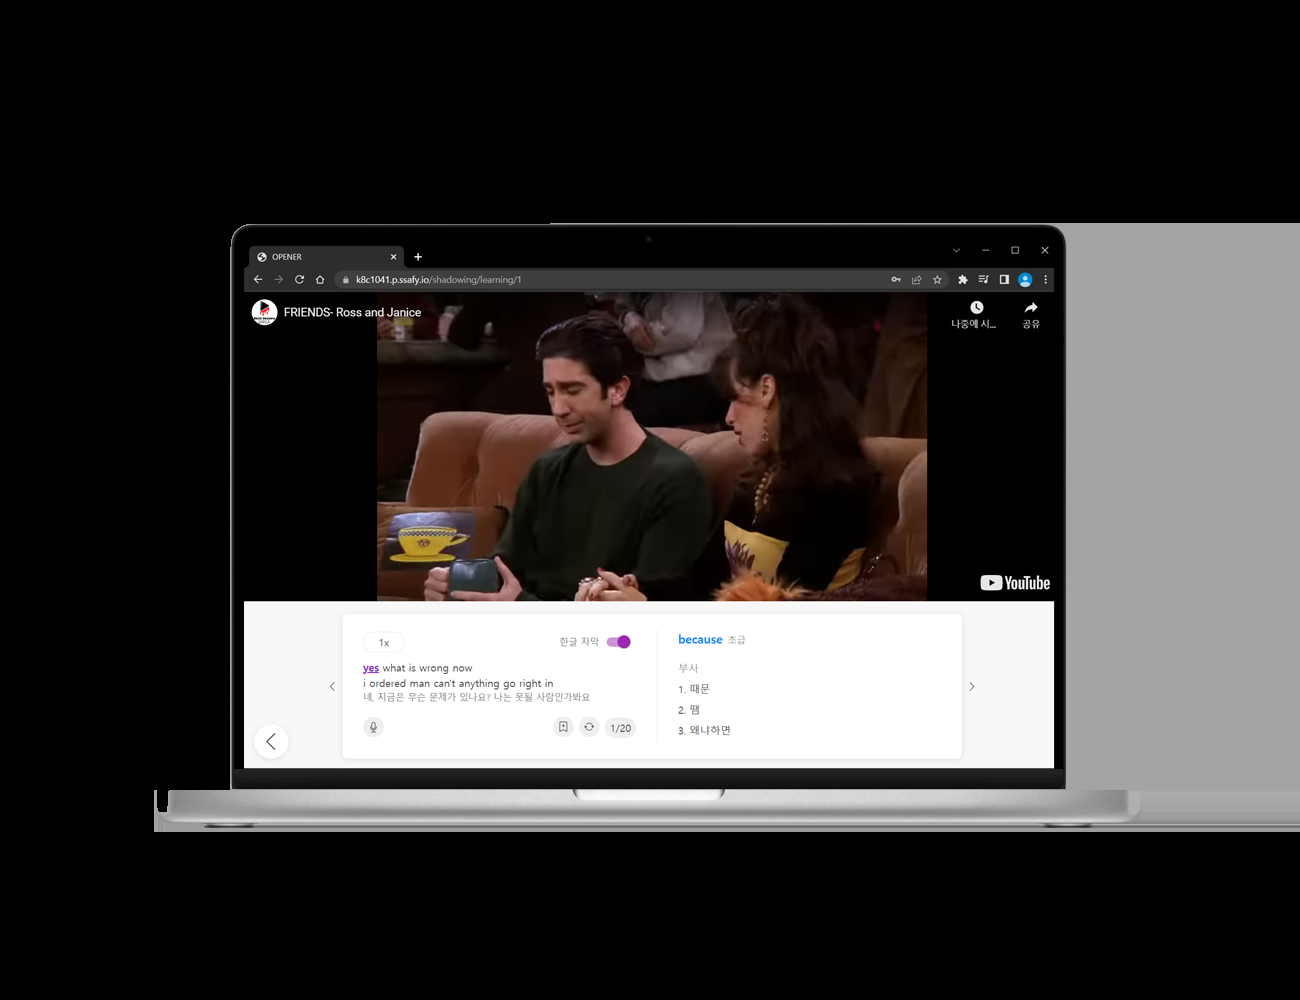 OPENER
k8c1041.p.ssafy.io/shadowing/learning/1
FRIENDS- Ross and Janice
나중에 시...
공유
YouTube
1x
한글 자막
yes what is wrong now
i ordered man can't anything go right in
네, 지금은 무슨 문제가 있나요? 나는 못될 사람인가봐요
1/20
because 초급
부사
1. 때문
2. 땜
3. 왜냐하면